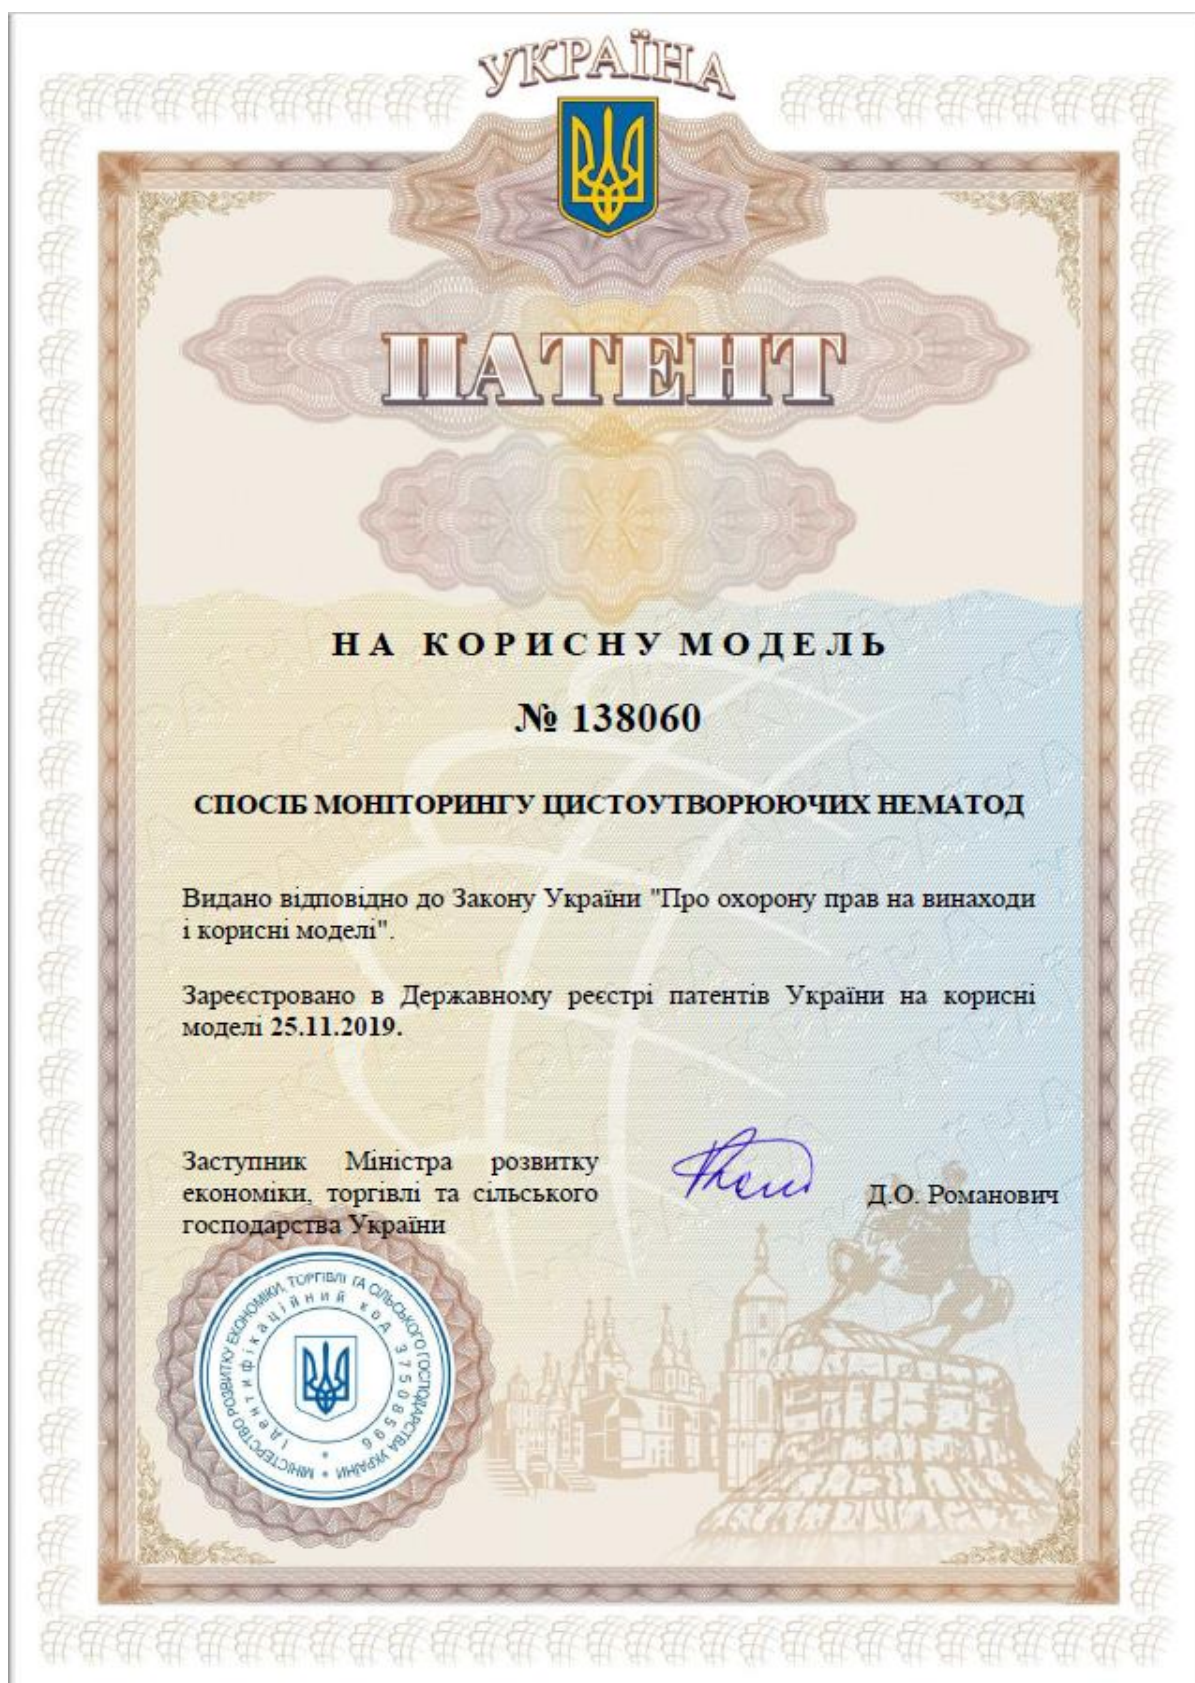 УКРАЇНА
ПАТЕНТ
НА КОРИСНУ МОДЕЛЬ
№ 138060
СПОСІБ МОНІТОРИНГУ ЦИСТОУТВОРЮЮЧИХ НЕМАТОД
Видано відповідно до Закону України "Про охорону прав на винаходи
і корисні моделі".
Зареєстровано в Державному реєстрі патентів України на корисні
моделі 25.11.2019.
Заступник Міністра розвитку
економіки, торгівлі та сільського
господарства України
Д.О. Романович
МІНІСТЕРСТВО РОЗВИТКУ ЕКОНОМІКИ, ТОРГІВЛІ ТА СІЛЬСЬКОГО ГОСПОДАРСТВА УКРАЇНИ
Ідентифікаційний код 37508596